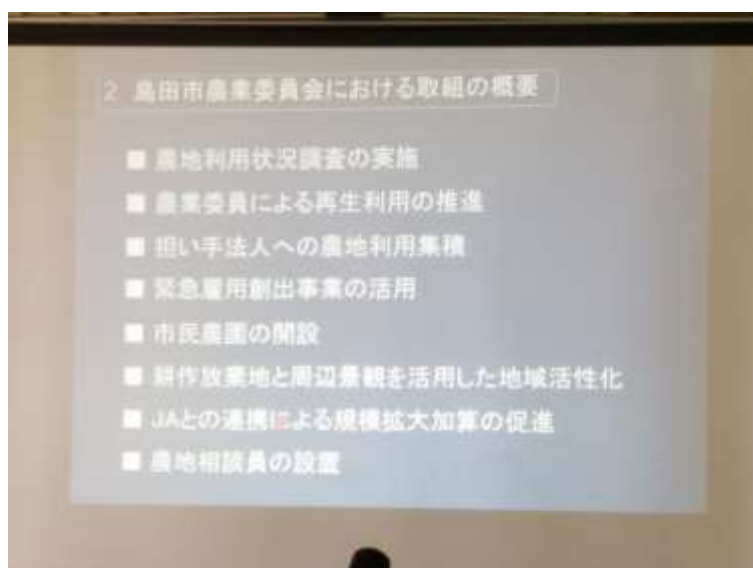 2 島田市農業委員会における取組の概要
■ 農地利用状況調査の実施
■ 農業委員による再生利用の推進
■ 担い手法人への農地利用集積
■ 緊急雇用創出事業の活用
■ 市民農園の開設
■ 耕作放棄地と周辺景観を活用した地域活性化
■ JAとの連携による規模拡大加算の促進
■ 農地相談員の設置